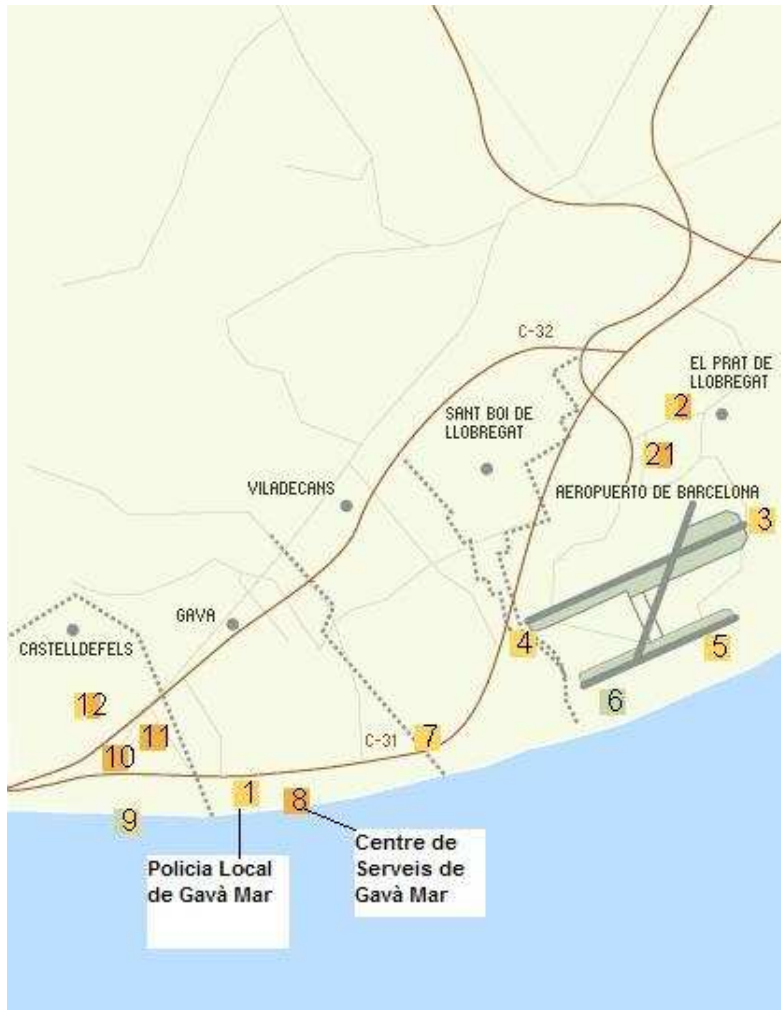 C-32
EL PRAT DE
LLOBREGAT
2
SANT BOI DE
LLOBREGAT
21
VILADECANS
AEROPUERTO DE BARCELONA
3
GAVA
CASTELLDEFELS
4
5
6
12
11
C-31
7
10
1
8
9
Policia Local
de Gavà Mar
Centre de
Serveis de
Gavà Mar